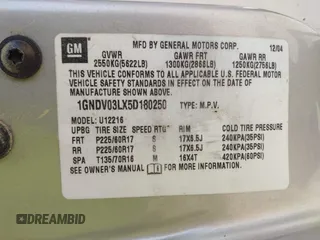 GM
MFD BY GENERAL MOTORS CORP. 12/04
GVWR GAWR FRT GAWR RR
2550KG(5622LB) 1300KG(2868LB) 1250KG(2756LB)
THIS VEHICLE CONFORMS TO ALL APPLICABLE U.S. FEDERAL
MOTOR VEHICLE SAFETY STANDARDS IN EFFECT ON THE DATE OF
MANUFACTURE SHOWN ABOVE.
1GNDV03LX5D180250 TYPE: M.P.V.
MODEL: U12216
UPBG TIRE SIZE SPEED RTG RIM COLD TIRE PRESSURE
FRT P225/60R17 S 17X6.5J 240KPA(35PSI)
RR P225/60R17 S 17X6.5J 240KPA(35PSI)
SPA T135/70R16 M 16X4T 420KPA(60PSI)
SEE OWNER'S MANUAL FOR ADDITIONAL INFORMATION.
DREAMBID